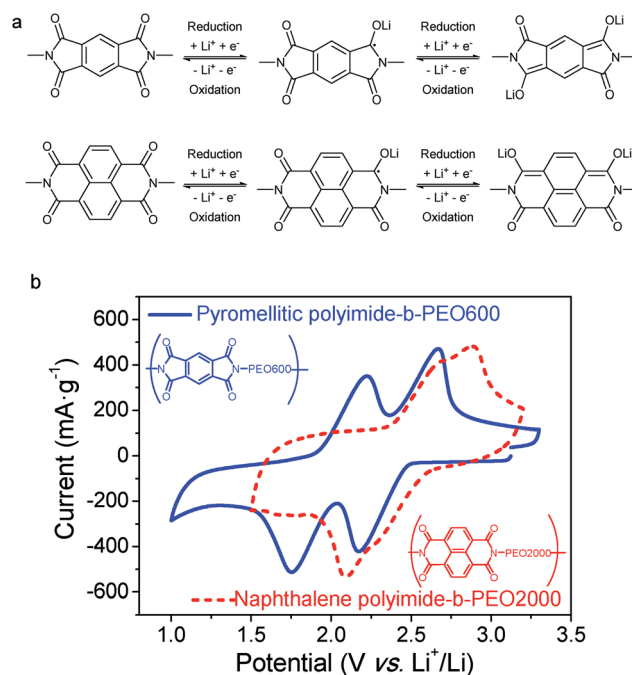 a
O O Reduction O OLi Reduction O OLi
—N N— + Li⁺ + e⁻ —N N— + Li⁺ + e⁻ —N N—
- Li⁺ - e⁻ - Li⁺ - e⁻
O O Oxidation O O Oxidation LiO O
O O Reduction O OLi Reduction LiO OLi
—N N— + Li⁺ + e⁻ —N N— + Li⁺ + e⁻ —N N—
- Li⁺ - e⁻ - Li⁺ - e⁻
O O Oxidation O O Oxidation O O
b
Current (mA·g⁻¹)
600
400
200
0
-200
-400
-600
Pyromellitic polyimide-b-PEO600
O O
N N-PEO600
O O
O O
N N-PEO2000
O O
Naphthalene polyimide-b-PEO2000
1.0 1.5 2.0 2.5 3.0 3.5
Potential (V vs. Li⁺/Li)